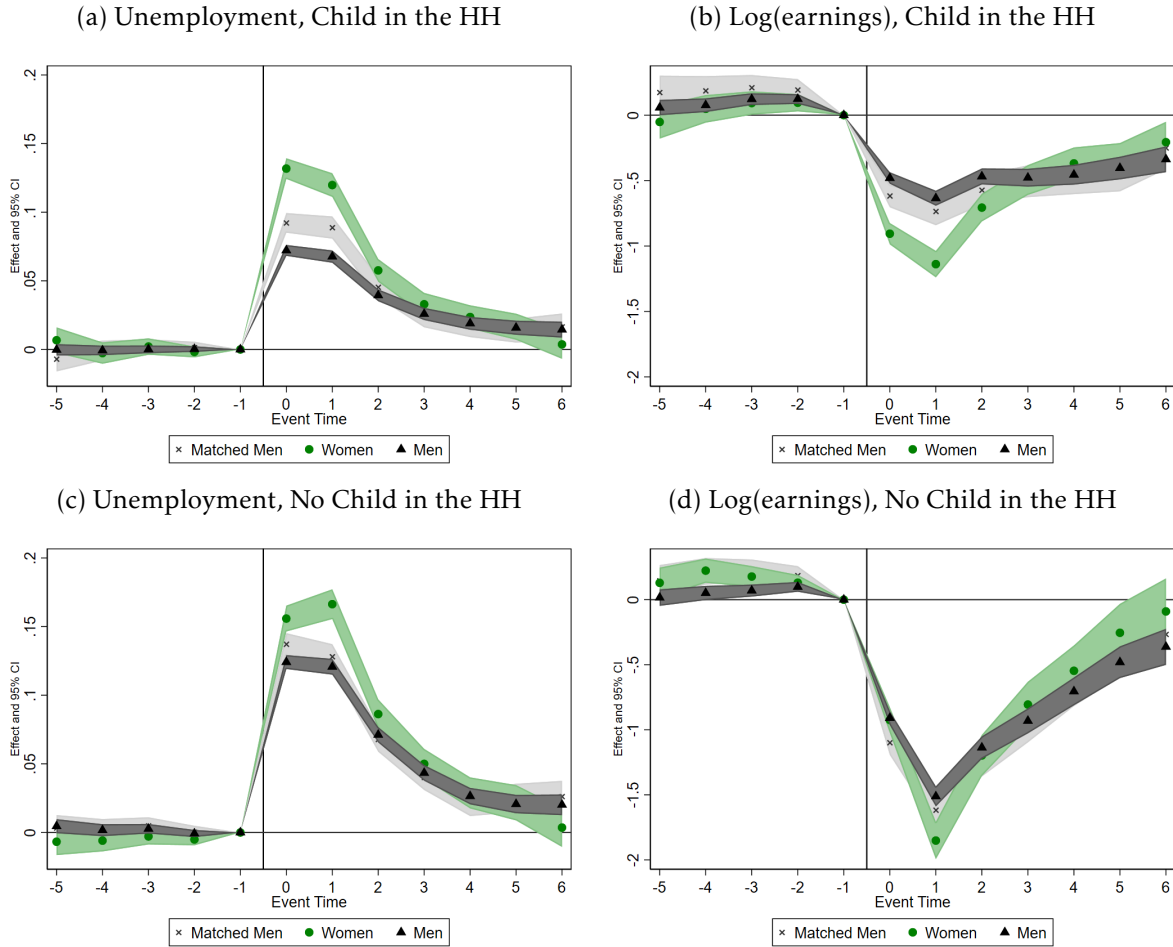 (a) Unemployment, Child in the HH
Effect and 95% CI
.2
.15
.1
.05
0
-5 -4 -3 -2 -1 0 1 2 3 4 5 6
Event Time
Matched Men Women Men
(b) Log(earnings), Child in the HH
Effect and 95% CI
0
-.5
-1
-1.5
-2
-5 -4 -3 -2 -1 0 1 2 3 4 5 6
Event Time
Matched Men Women Men
(c) Unemployment, No Child in the HH
Effect and 95% CI
.2
.15
.1
.05
0
-5 -4 -3 -2 -1 0 1 2 3 4 5 6
Event Time
Matched Men Women Men
(d) Log(earnings), No Child in the HH
Effect and 95% CI
0
-.5
-1
-1.5
-2
-5 -4 -3 -2 -1 0 1 2 3 4 5 6
Event Time
Matched Men Women Men